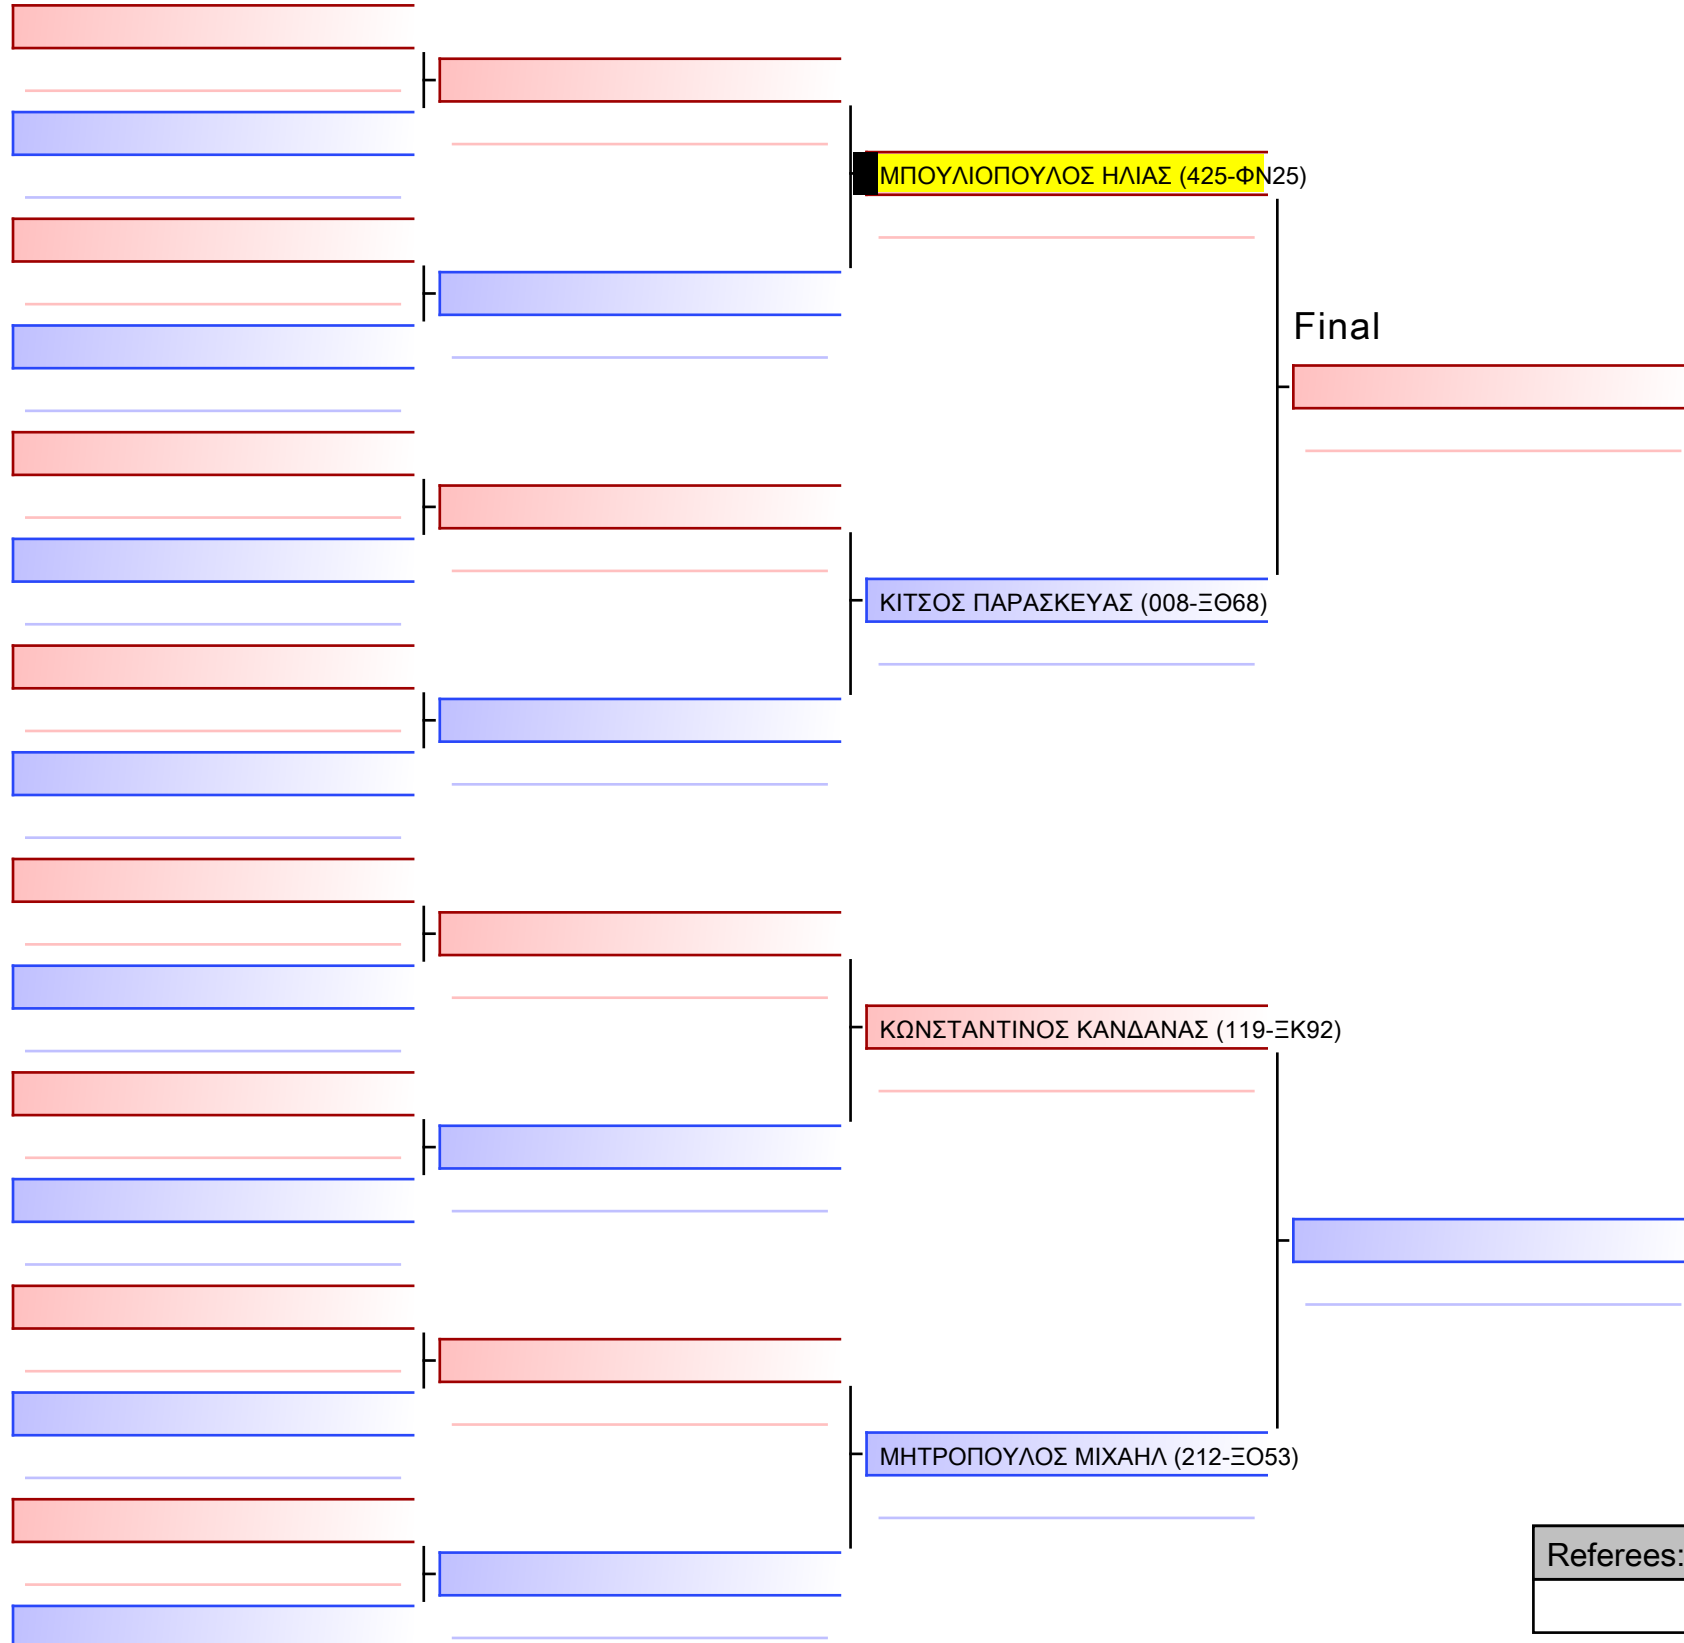 ΜΠΟΥΛΙΟΠΟΥΛΟΣ ΗΛΙΑΣ (425-ΦΝ25)
Final
ΚΙΤΣΟΣ ΠΑΡΑΣΚΕΥΑΣ (008-ΞΘ68)
ΚΩΝΣΤΑΝΤΙΝΟΣ ΚΑΝΔΑΝΑΣ (119-ΞΚ92)
ΜΗΤΡΟΠΟΥΛΟΣ ΜΙΧΑΗΛ (212-ΞΟ53)
Referees: